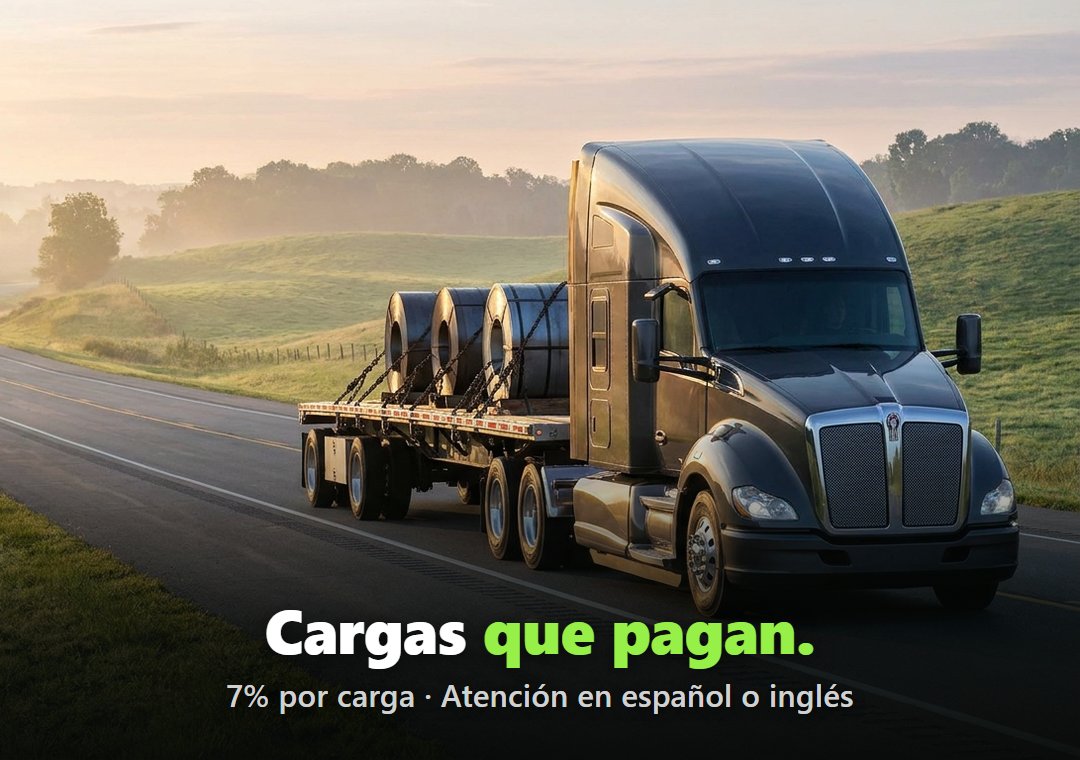 Cargas que pagan.
7% por carga · Atención en español o inglés